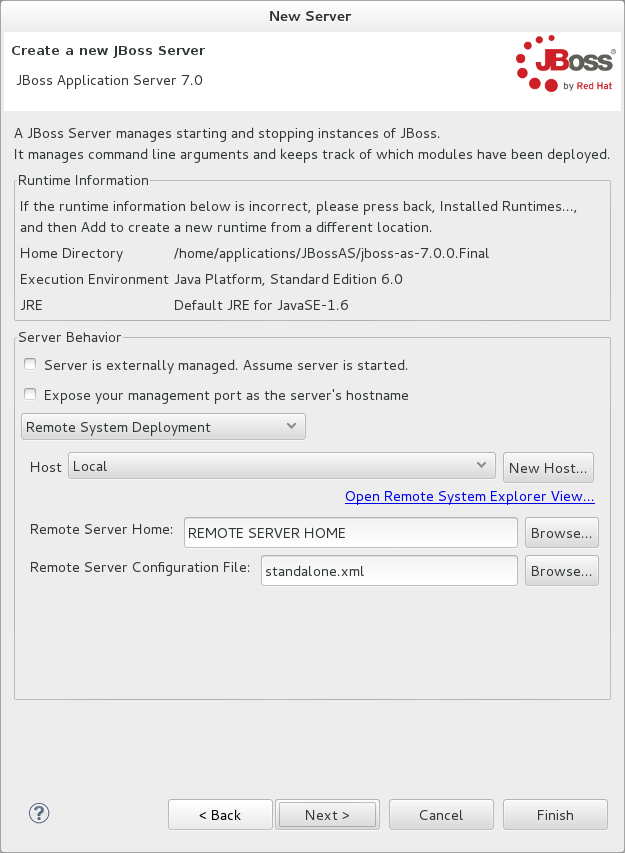 New Server
Create a new JBoss Server
JBoss Application Server 7.0
JBoss®
by Red Hat
A JBoss Server manages starting and stopping instances of JBoss.
It manages command line arguments and keeps track of which modules have been deployed.
Runtime Information
If the runtime information below is incorrect, please press back, Installed Runtimes...,
and then Add to create a new runtime from a different location.
Home Directory /home/applications/JBossAS/jboss-as-7.0.0.Final
Execution Environment Java Platform, Standard Edition 6.0
JRE Default JRE for JavaSE-1.6
Server Behavior
Server is externally managed. Assume server is started.
Expose your management port as the server's hostname
Remote System Deployment
Host Local New Host...
Open Remote System Explorer View...
Remote Server Home: REMOTE SERVER HOME Browse...
Remote Server Configuration File: standalone.xml Browse...
? < Back Next > Cancel Finish